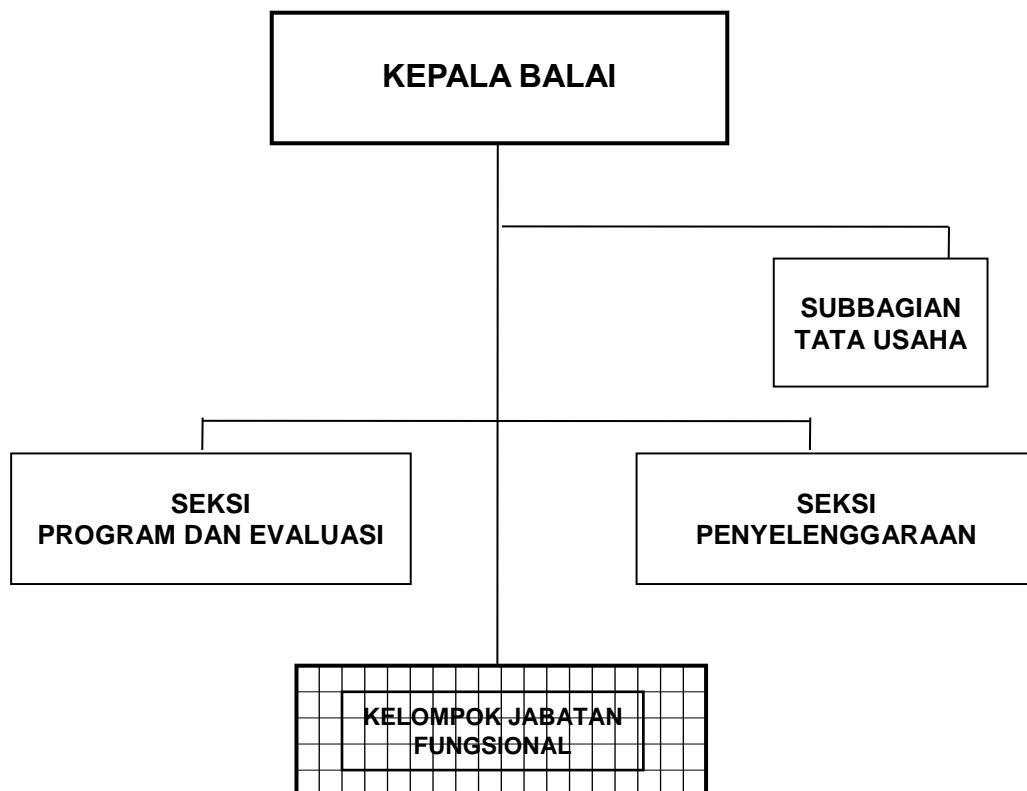 KEPALA BALAI
SUBBAGIAN
TATA USAHA
SEKSI
PROGRAM DAN EVALUASI
SEKSI
PENYELENGGARAAN
KELOMPOK JABATAN
FUNGSIONAL